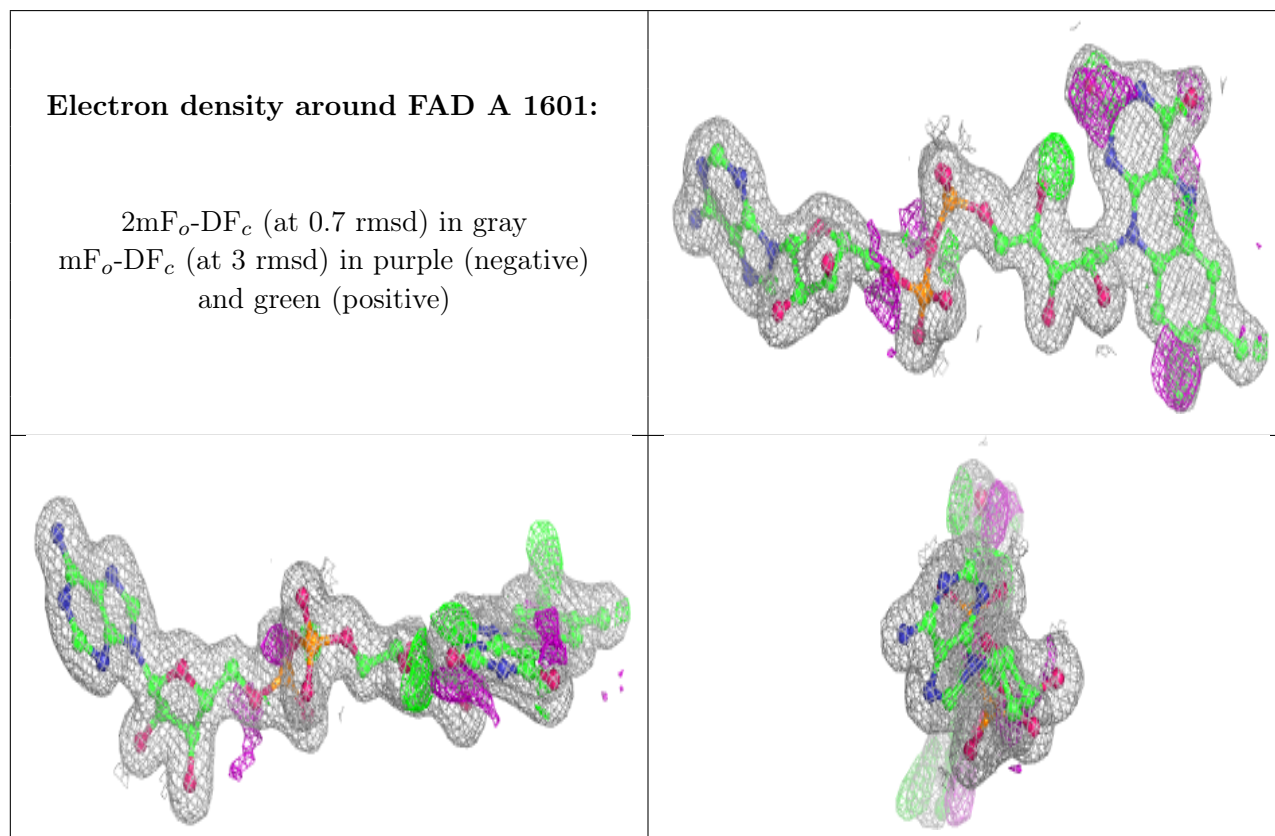 Electron density around FAD A 1601:
2mFo-DFc (at 0.7 rmsd) in gray
mFo-DFc (at 3 rmsd) in purple (negative)
and green (positive)